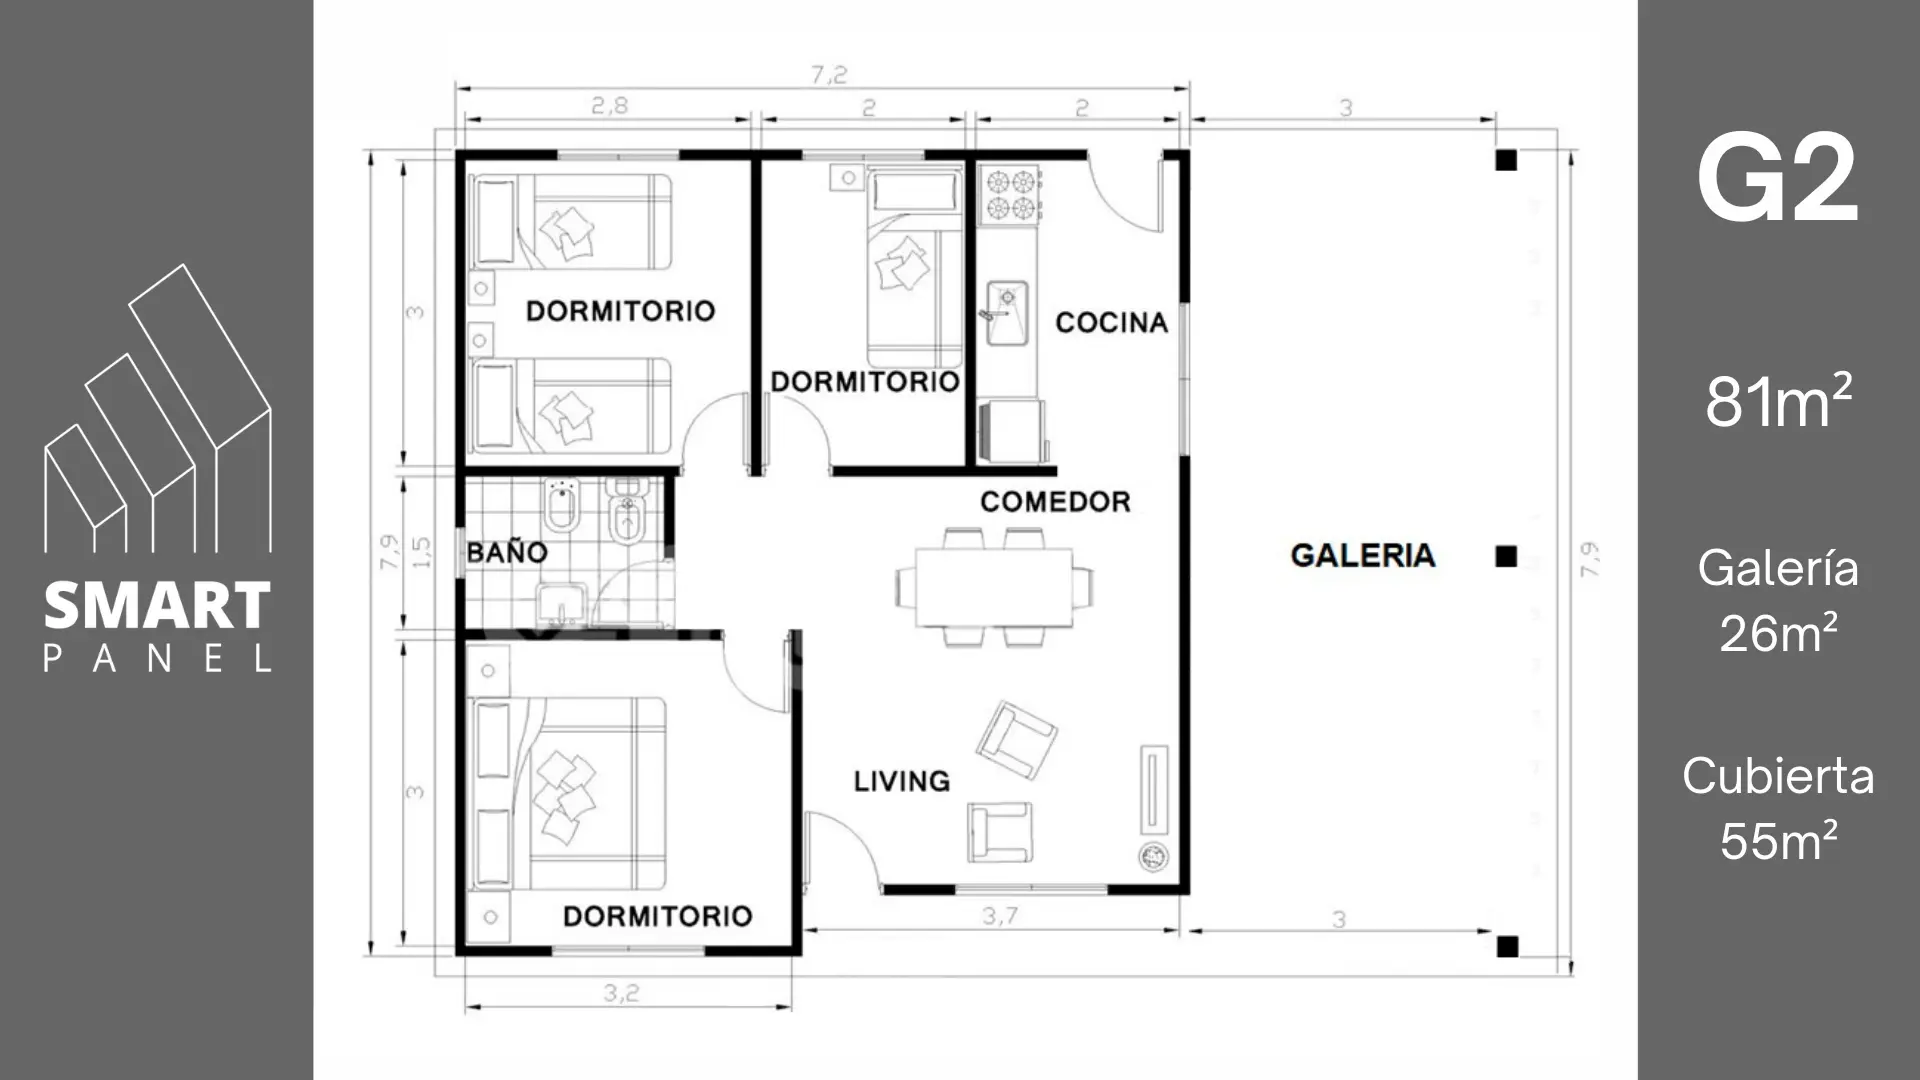 SMART
PANEL
7,2
2,8
2
2
3
DORMITORIO
DORMITORIO
COCINA
3
COMEDOR
BAÑO
7,9
1,5
GALERIA
7,9
LIVING
3
DORMITORIO
3,7
3
3,2
G2
81m²
Galería
26m²
Cubierta
55m²